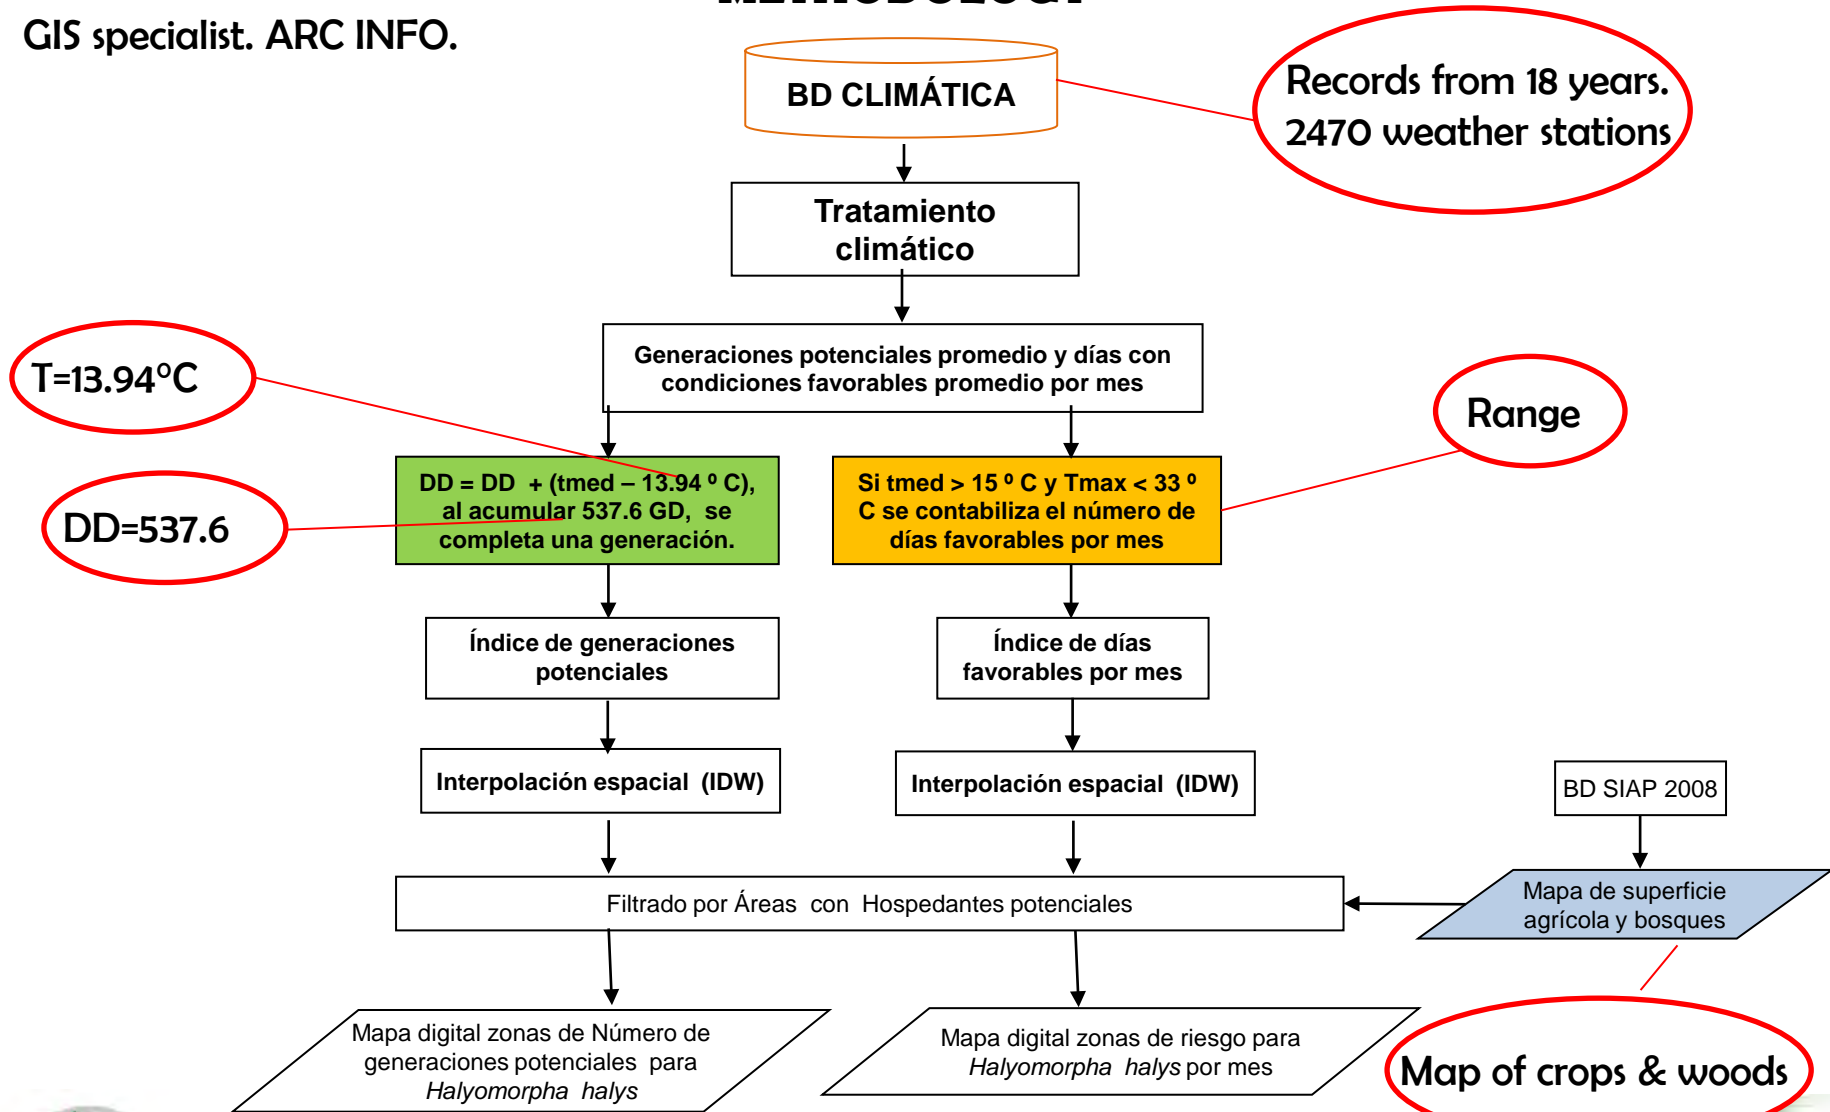 METHODOLOGY
GIS specialist. ARC INFO.
BD CLIMÁTICA
Records from 18 years.
2470 weather stations
Tratamiento
climático
Generaciones potenciales promedio y días con
condiciones favorables promedio por mes
T=13.94°C
Range
DD = DD + (tmed – 13.94 º C),
al acumular 537.6 GD, se
completa una generación.
Si tmed > 15 º C y Tmax < 33 º
C se contabiliza el número de
días favorables por mes
DD=537.6
Índice de generaciones
potenciales
Índice de días
favorables por mes
Interpolación espacial (IDW)
Interpolación espacial (IDW)
BD SIAP 2008
Filtrado por Áreas con Hospedantes potenciales
Mapa de superficie
agrícola y bosques
Mapa digital zonas de Número de
generaciones potenciales para
Halyomorpha halys
Mapa digital zonas de riesgo para
Halyomorpha halys por mes
Map of crops & woods